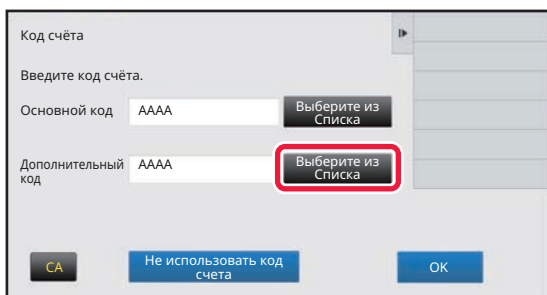 Код счёта
Введите код счёта.
Основной код AAAA Выберите из
Списка
Дополнительный
код AAAA Выберите из
Списка
CA Не использовать код
счета OK